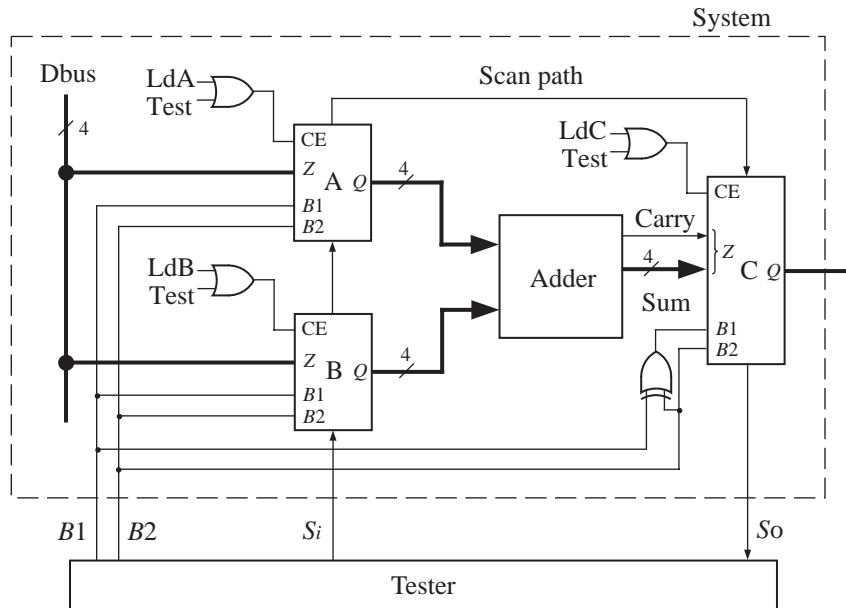 System
Dbus
4
LdA
Test
CE
Z
A
Q
B1
B2
4
Scan path
LdC
Test
CE
Carry
Z
C
Q
4
Sum
B1
B2
Adder
LdB
Test
CE
Z
B
Q
B1
B2
4
B1
B2
Si
So
Tester